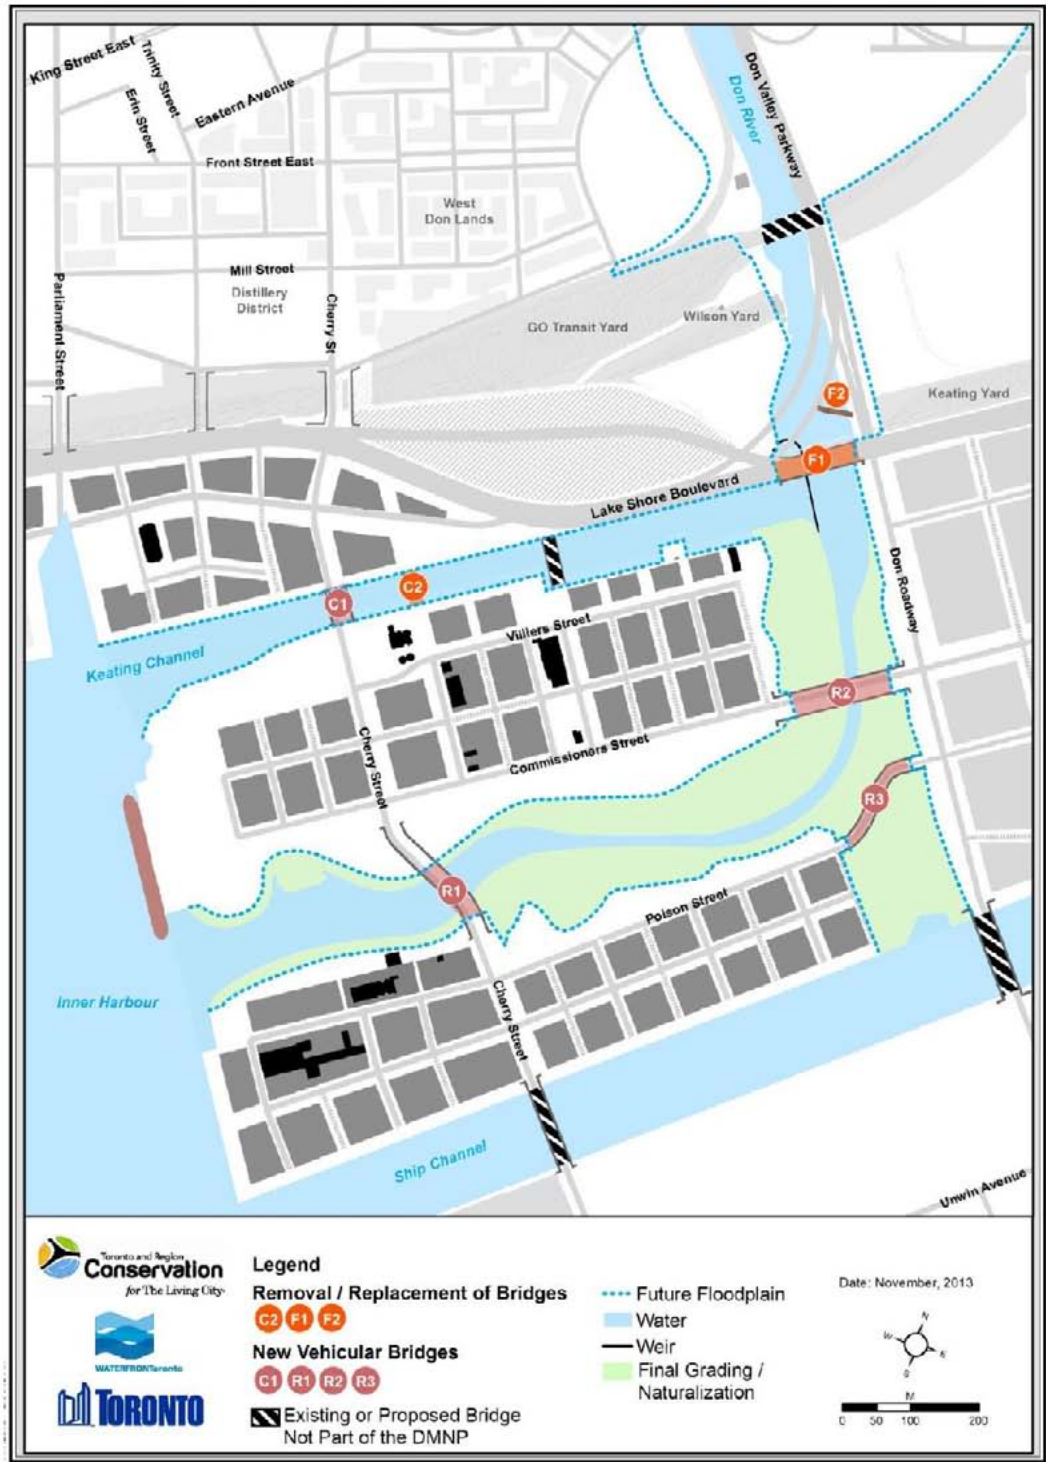 King Street East
Trinity Street
Erin Street
Eastern Avenue
Front Street East
Don Valley Parkway
Don River
West
Don Lands
Mill Street
Distillery
District
Parliament Street
Cherry St
GO Transit Yard
Wilson Yard
F2
Keating Yard
F1
Lake Shore Boulevard
C2
C1
Don Roadway
Villers Street
Keating Channel
R2
Cherry Street
Commissioners Street
R3
R1
Polson Street
Inner Harbour
Cherry Street
Ship Channel
Unwin Avenue
Toronto and Region
Conservation
for The Living City·
WATERFRONToronto
TORONTO
Legend
Removal / Replacement of Bridges
C2 F1 F2
New Vehicular Bridges
C1 R1 R2 R3
Existing or Proposed Bridge
Not Part of the DMNP
Future Floodplain
Water
Weir
Final Grading /
Naturalization
Date: November, 2013
N
W
E
S
M
0 50 100 200